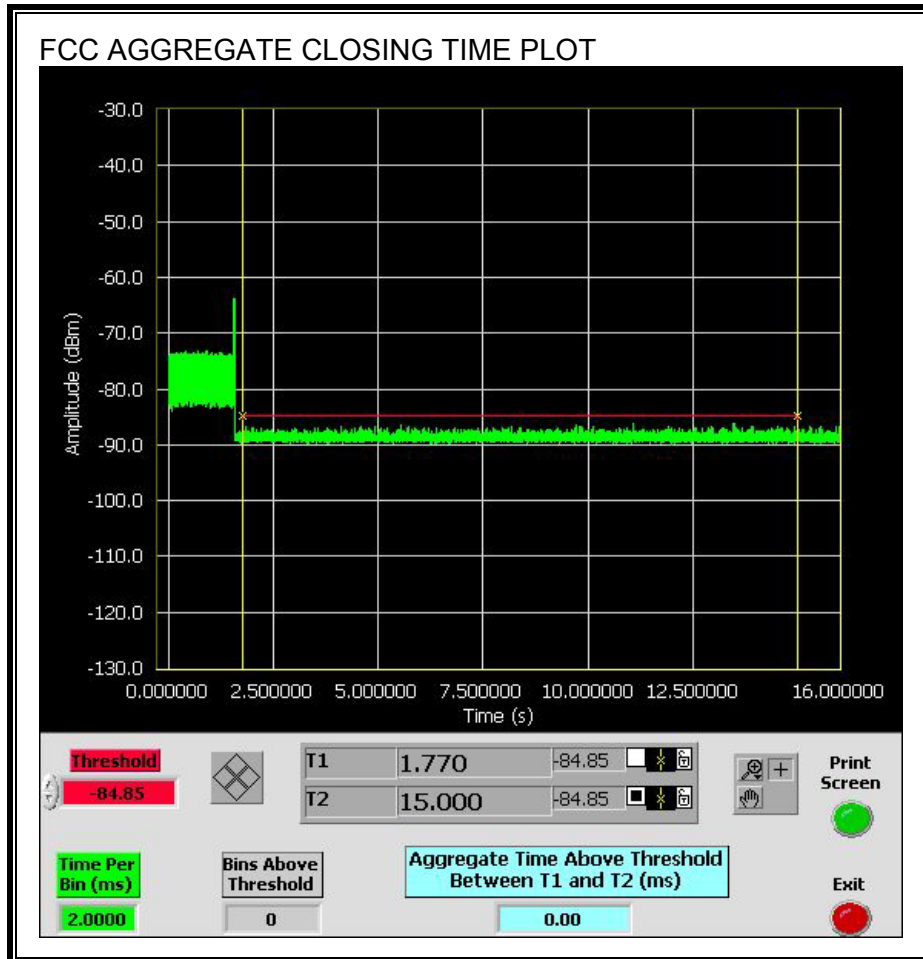 FCC AGGREGATE CLOSING TIME PLOT
-30.0
-40.0
-50.0
-60.0
-70.0
-80.0
-90.0
-100.0
-110.0
-120.0
-130.0
Amplitude (dBm)
0.000000 2.500000 5.000000 7.500000 10.000000 12.500000 16.000000
Time (s)
Threshold
-84.85
T1 1.770 -84.85
T2 15.000 -84.85
Print
Screen
Time Per
Bin (ms)
2.0000
Bins Above
Threshold
0
Aggregate Time Above Threshold
Between T1 and T2 (ms)
0.00
Exit